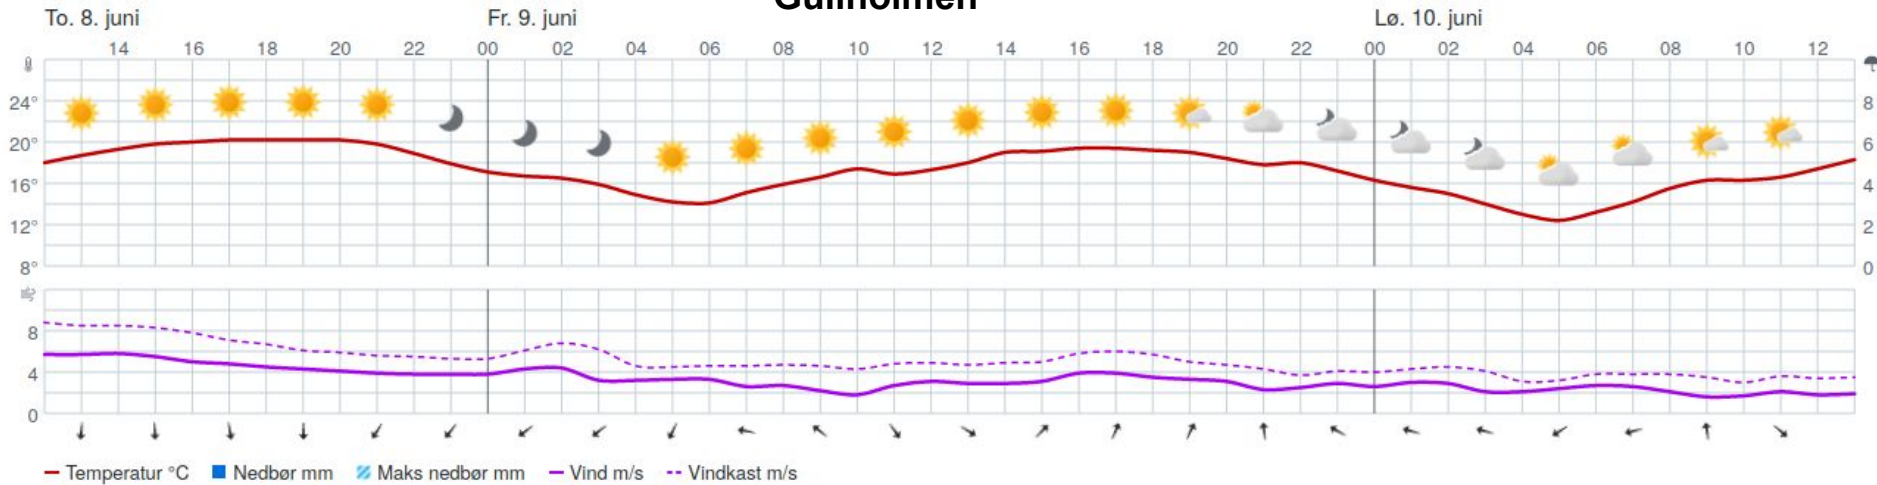 Gullholmen
To. 8. juni Fr. 9. juni Lø. 10. juni
14 16 18 20 22 00 02 04 06 08 10 12 14 16 18 20 22 00 02 04 06 08 10 12
24° 8
20° 6
16° 4
12° 2
8° 0
8
4
0
Temperatur °C Nedbør mm Maks nedbør mm Vind m/s Vindkast m/s